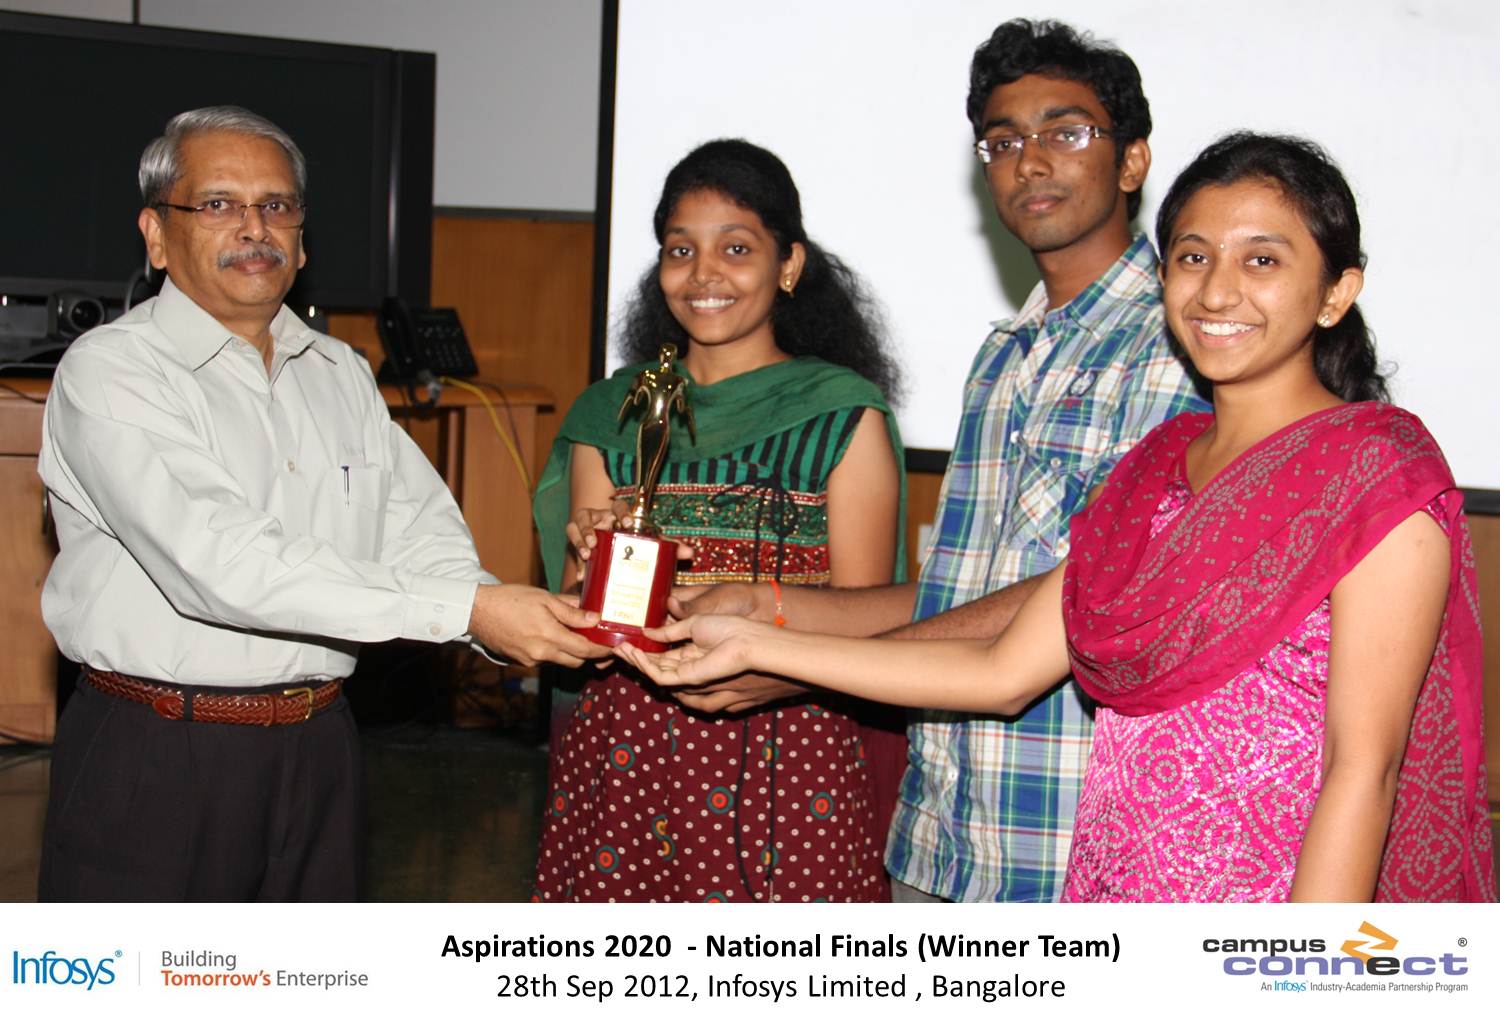 Infosys®
Building
Tomorrow's Enterprise
Aspirations 2020 - National Finals (Winner Team)
28th Sep 2012, Infosys Limited , Bangalore
campus
connect®
An Infosys Industry-Academia Partnership Program